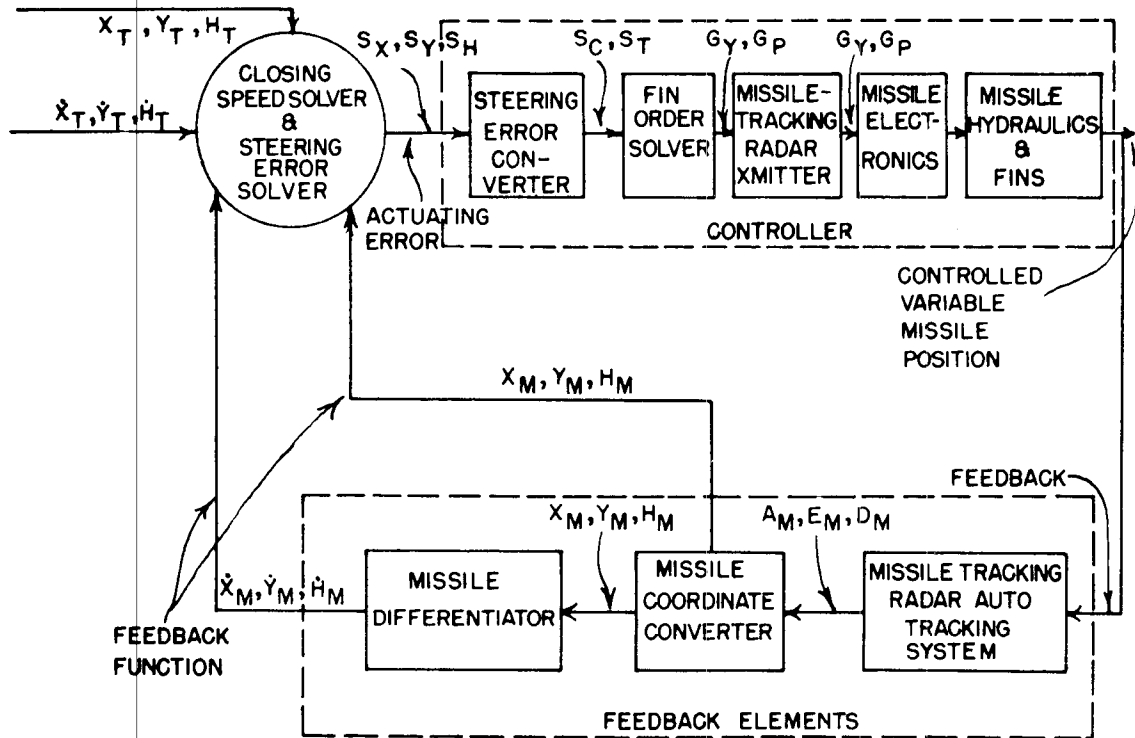 X_T, Y_T, H_T
Ẋ_T, Ẏ_T, Ḣ_T
CLOSING
SPEED SOLVER
&
STEERING
ERROR
SOLVER
S_X, S_Y, S_H
ACTUATING
ERROR
STEERING
ERROR
CON-
VERTER
S_C, S_T
FIN
ORDER
SOLVER
G_Y, G_P
MISSILE-
TRACKING
RADAR
XMITTER
G_Y, G_P
MISSILE
ELECT-
RONICS
MISSILE
HYDRAULICS
&
FINS
CONTROLLER
CONTROLLED
VARIABLE
MISSILE
POSITION
X_M, Y_M, H_M
FEEDBACK
A_M, E_M, D_M
X_M, Y_M, H_M
MISSILE TRACKING
RADAR AUTO
TRACKING
SYSTEM
MISSILE
COORDINATE
CONVERTER
MISSILE
DIFFERENTIATOR
Ẋ_M, Ẏ_M, Ḣ_M
FEEDBACK
FUNCTION
FEEDBACK ELEMENTS